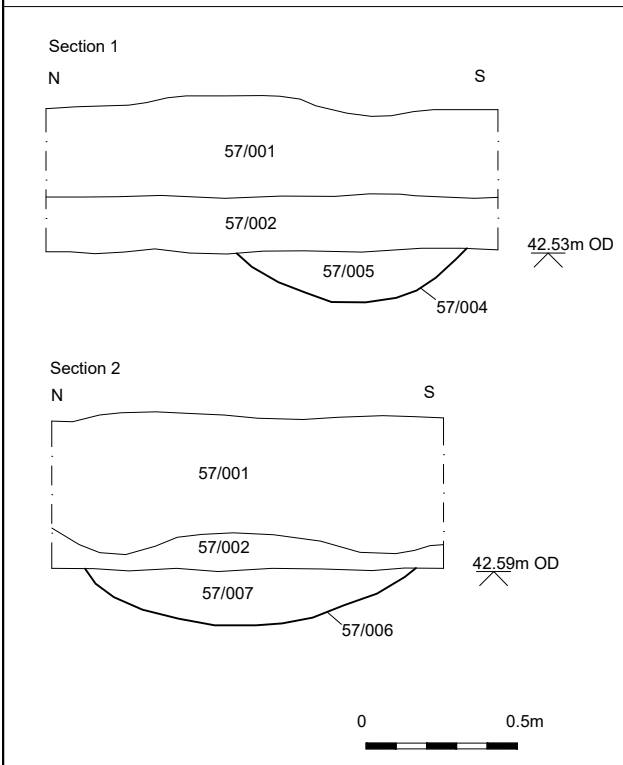 Section 1
N S
57/001
57/002
42.53m OD
57/005
57/004
Section 2
N S
57/001
57/002
42.59m OD
57/007
57/006
0 0.5m